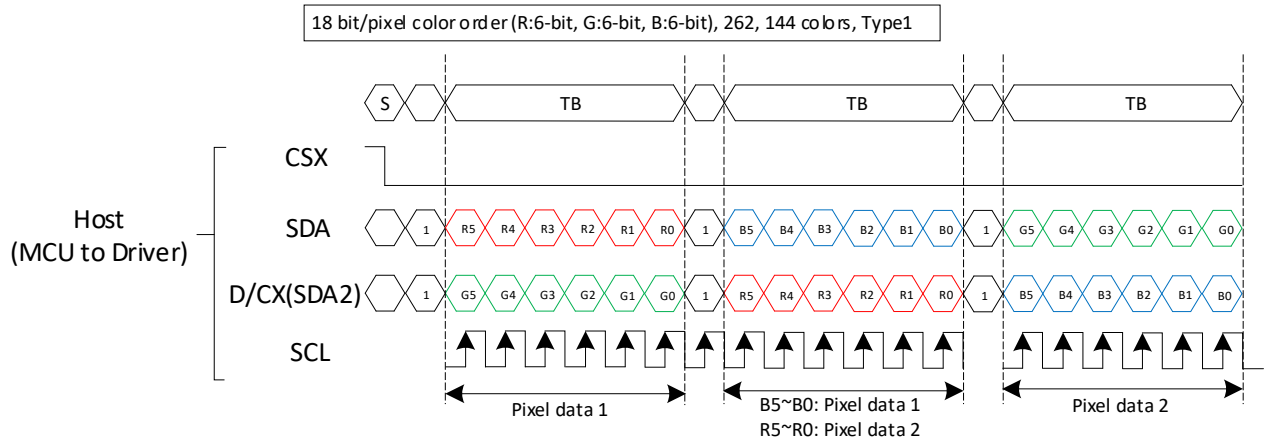 18 bit/pixel color order (R:6-bit, G:6-bit, B:6-bit), 262, 144 colors, Type1
S TB TB TB
CSX
Host
(MCU to Driver)
SDA 1 R5 R4 R3 R2 R1 R0 1 B5 B4 B3 B2 B1 B0 1 G5 G4 G3 G2 G1 G0
D/CX(SDA2) 1 G5 G4 G3 G2 G1 G0 1 R5 R4 R3 R2 R1 R0 1 B5 B4 B3 B2 B1 B0
SCL
Pixel data 1
B5~B0: Pixel data 1
R5~R0: Pixel data 2
Pixel data 2